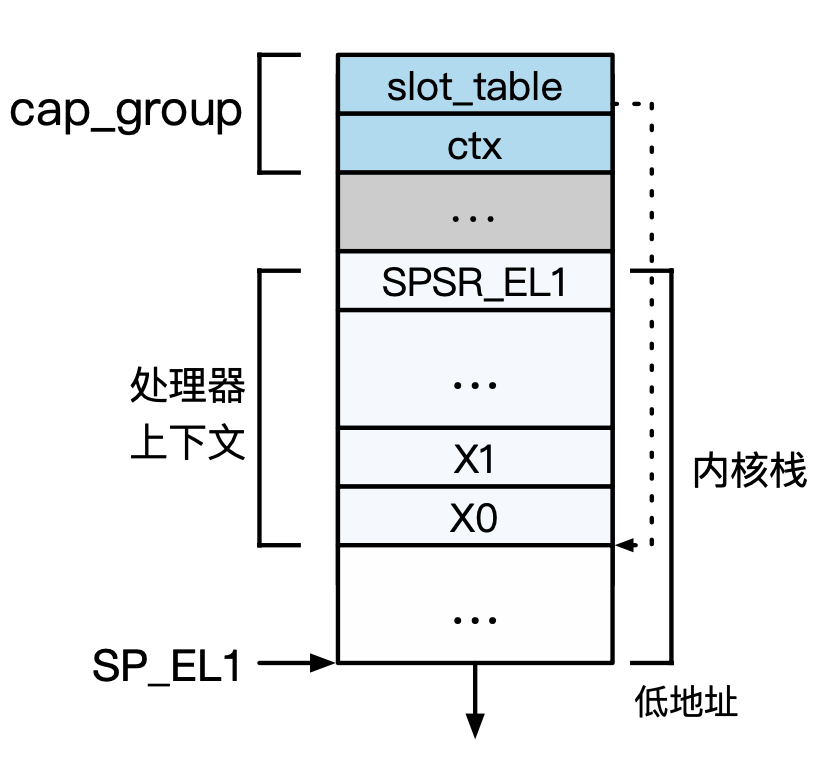 slot_table
cap_group
ctx
...
SPSR_EL1
处理器
上下文
...
X1
内核栈
X0
...
SP_EL1
低地址